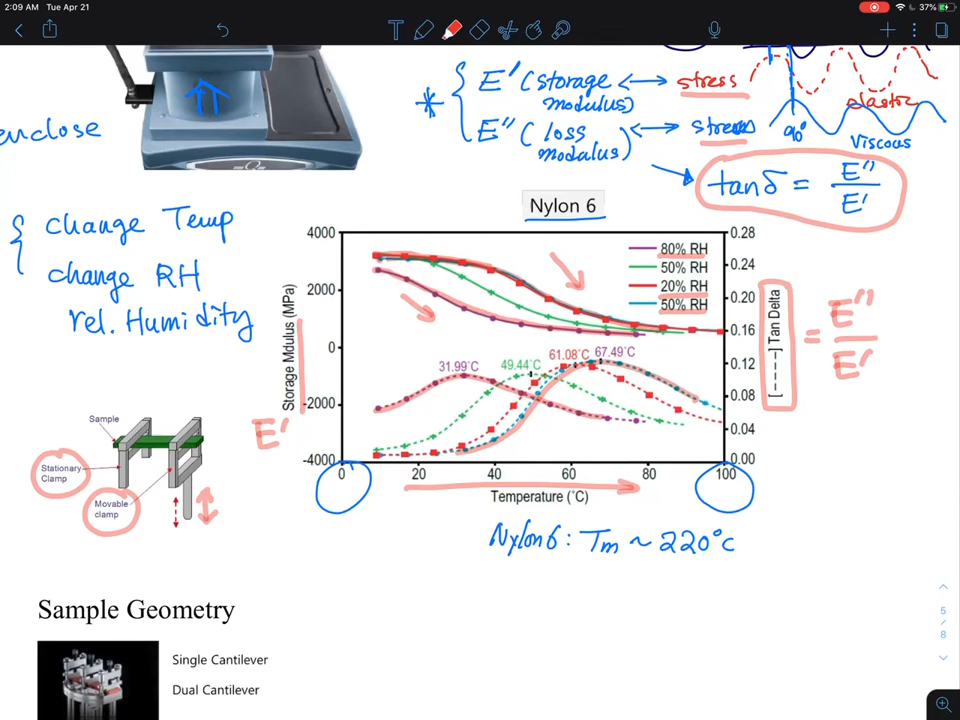 2:09 AM Tue Apr 21
37%
enclose
Q
E' (storage modulus) ↔ stress
E" (loss modulus) ↔ stress
elastic
90°
viscous
tanδ = E"/E'
change Temp
change RH
rel. Humidity
Nylon 6
4000
2000
0
-2000
-4000
Storage Mdulus (MPa)
E'
80% RH
50% RH
20% RH
50% RH
31.99°C
49.44°C
61.08°C
67.49°C
0.28
0.24
0.20
0.16
0.12
0.08
0.04
0.00
[----] Tan Delta
= E"/E'
0 20 40 60 80 100
Temperature (°C)
Nylon 6: Tm ~ 220°C
Sample
Stationary
Clamp
Movable
clamp
Sample Geometry
Single Cantilever
Dual Cantilever
5
/
8